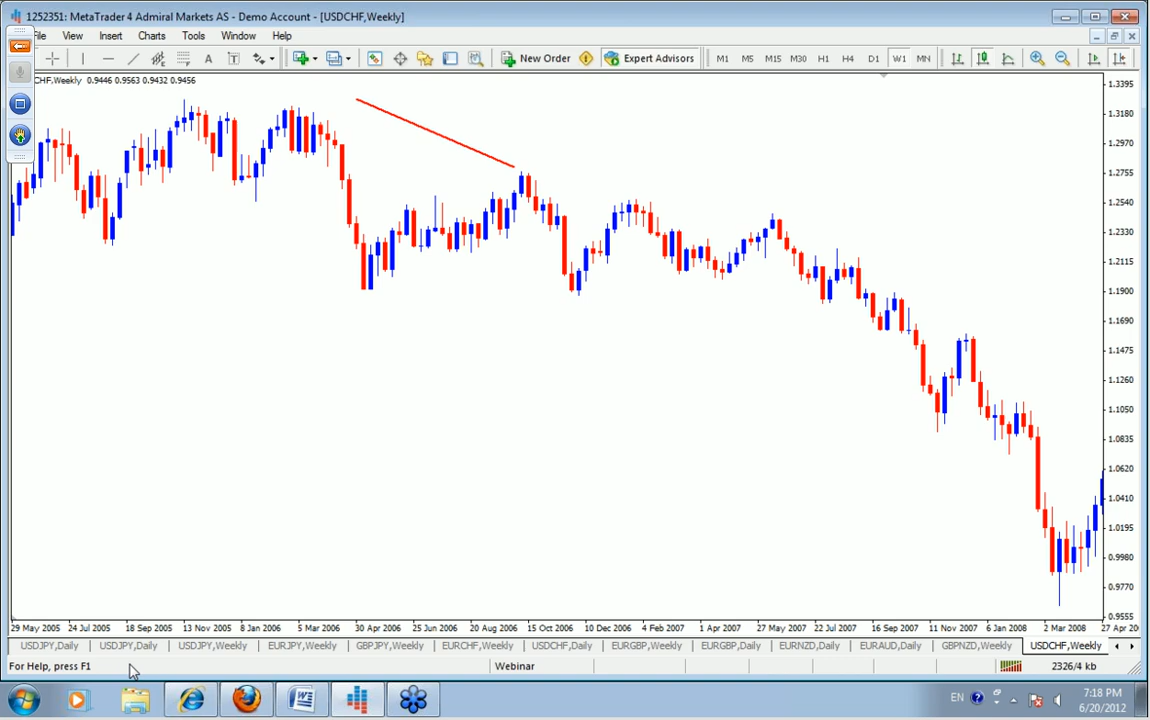 1252351: MetaTrader 4 Admiral Markets AS - Demo Account - [USDCHF,Weekly]
File View Insert Charts Tools Window Help
A T New Order Expert Advisors M1 M5 M15 M30 H1 H4 D1 W1 MN
CHF,Weekly 0.9446 0.9563 0.9432 0.9456
1.3395
1.3180
1.2970
1.2755
1.2540
1.2330
1.2115
1.1900
1.1690
1.1475
1.1260
1.1050
1.0835
1.0620
1.0410
1.0195
0.9980
0.9770
0.9555
29 May 2005 24 Jul 2005 18 Sep 2005 13 Nov 2005 8 Jan 2006 5 Mar 2006 30 Apr 2006 25 Jun 2006 20 Aug 2006 15 Oct 2006 10 Dec 2006 4 Feb 2007 1 Apr 2007 27 May 2007 22 Jul 2007 16 Sep 2007 11 Nov 2007 6 Jan 2008 2 Mar 2008 27 Apr 20
USDJPY,Daily USDJPY,Daily USDJPY,Weekly EURJPY,Weekly GBPJPY,Weekly EURCHF,Weekly USDCHF,Daily EURGBP,Weekly EURGBP,Daily EURNZD,Daily EURAUD,Daily GBPNZD,Weekly USDCHF,Weekly
For Help, press F1 Webinar 2326/4 kb
EN 7:18 PM
6/20/2012